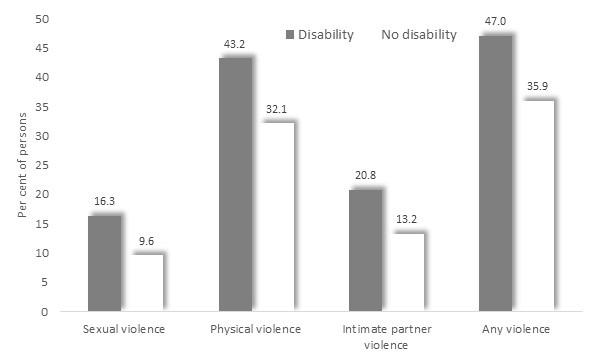 50
45
40
35
30
25
20
15
10
5
0
Per cent of persons
Disability No disability
16.3
9.6
43.2
32.1
20.8
13.2
47.0
35.9
Sexual violence
Physical violence
Intimate partner
violence
Any violence